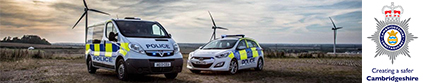 POLICE
POLICE
Creating a safer
Cambridgeshire